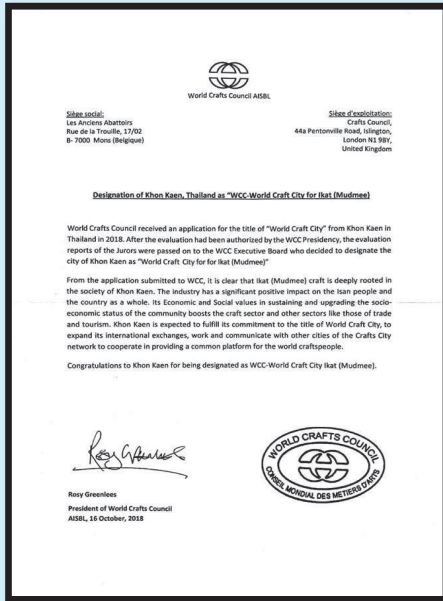 World Crafts Council AISBL
Siège social:
Les Anciens Abattoirs
Rue de la Trouille, 17/02
B- 7000 Mons (Belgique)
Siège d'exploitation:
Crafts Council,
44a Pentonville Road, Islington,
London N1 9BY,
United Kingdom
Designation of Khon Kaen, Thailand as "WCC-World Craft City for Ikat (Mudmee)
World Crafts Council received an application for the title of "World Craft City" from Khon Kaen in
Thailand in 2018. After the evaluation had been authorized by the WCC Presidency, the evaluation
reports of the Jurors were passed on to the WCC Executive Board who decided to designate the
city of Khon Kaen as "World Craft City for for Ikat (Mudmee)"
From the application submitted to WCC, it is clear that Ikat (Mudmee) craft is deeply rooted in
the society of Khon Kaen. The industry has a significant positive impact on the Isan people and
the country as a whole. Its Economic and Social values in sustaining and upgrading the socio-
economic status of the community boosts the craft sector and other sectors like those of trade
and tourism. Khon Kaen is expected to fulfill its commitment to the title of World Craft City, to
expand its international exchanges, work and communicate with other cities of the Crafts City
network to cooperate in providing a common platform for the world craftspeople.
Congratulations to Khon Kaen for being designated as WCC-World Craft City Ikat (Mudmee).
Rosy Greenlees
Rosy Greenlees
President of World Crafts Council
AISBL, 16 October, 2018
WORLD CRAFTS COUNCIL
CONSEIL MONDIAL DES METIERS D'ARTS